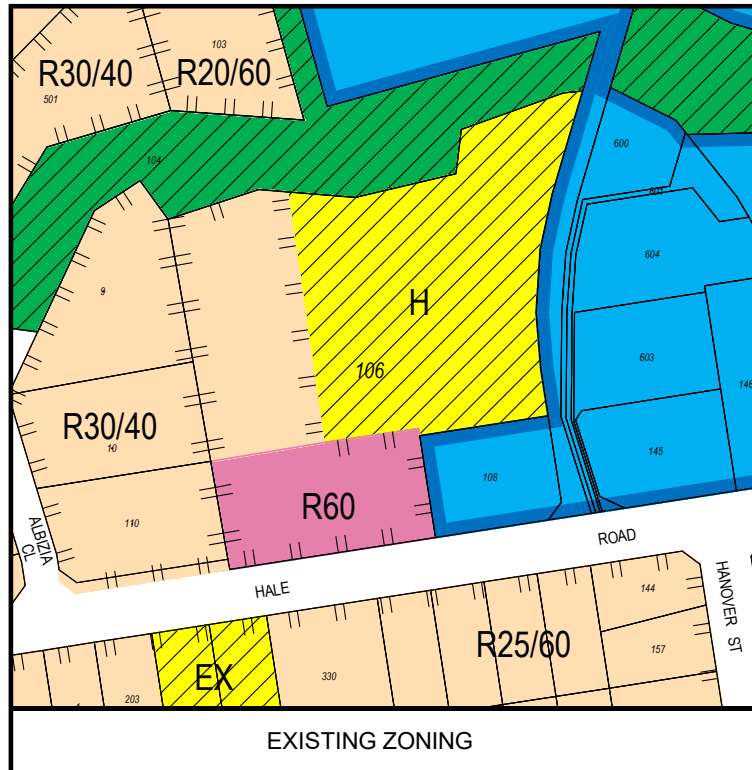 103
R30/40
R20/60
501
600
104
601
604
9
H
146
603
106
R30/40
10
145
108
R60
110
ALBIZIA
CL
ROAD
HALE
HANOVER ST
144
R25/60
157
EX
330
203
EXISTING ZONING